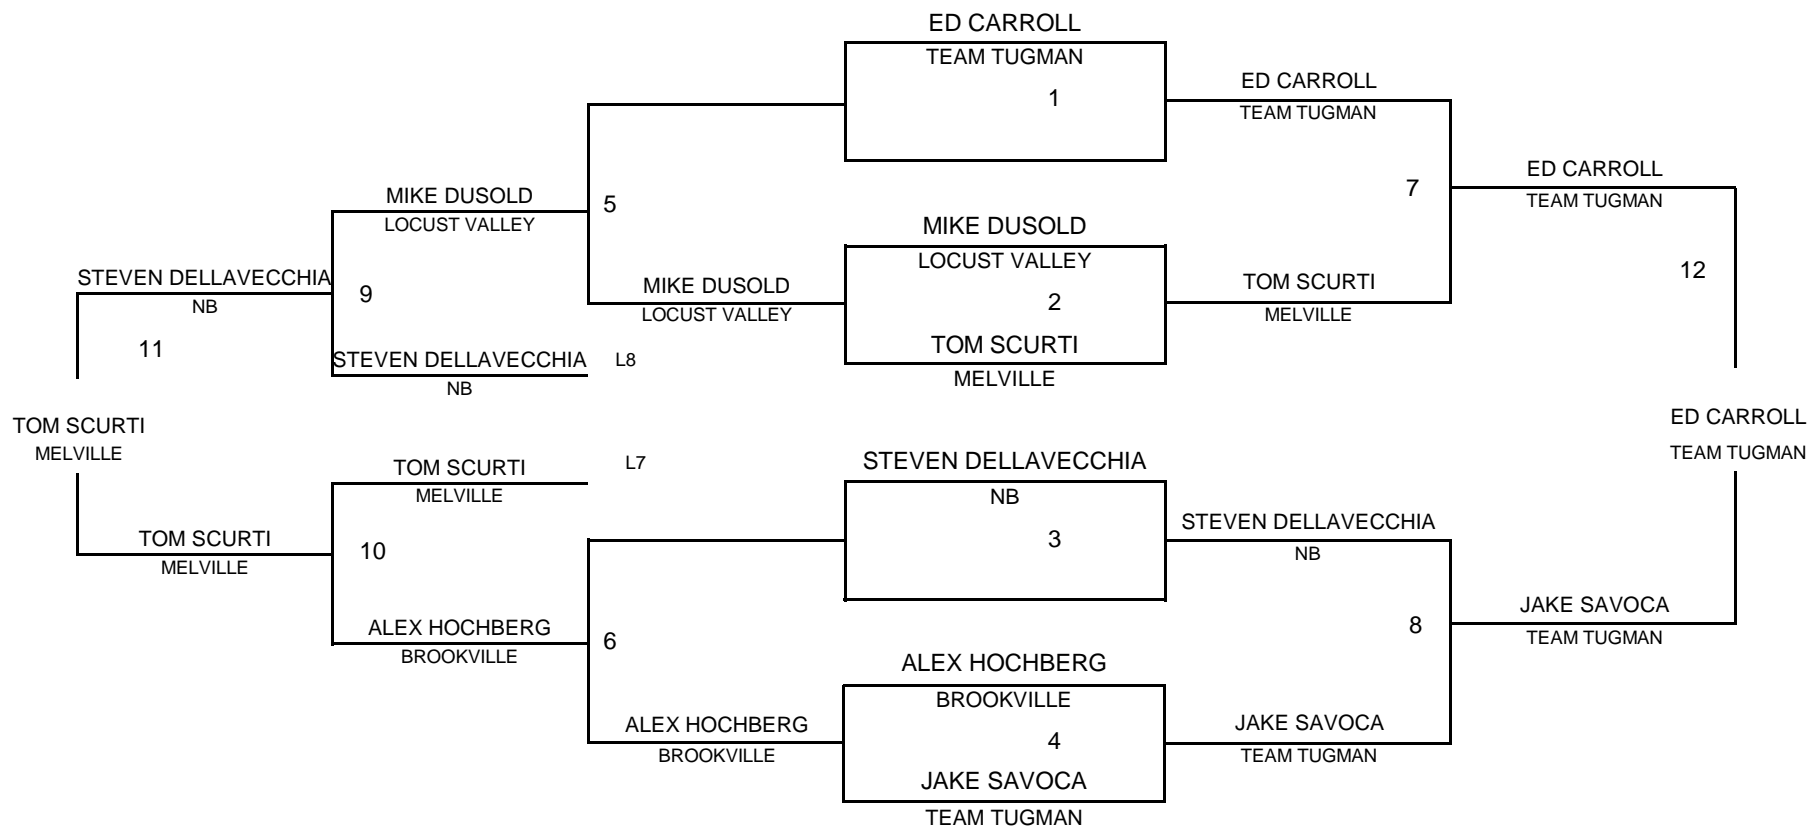 ED CARROLL
TEAM TUGMAN
1
ED CARROLL
TEAM TUGMAN
ED CARROLL
TEAM TUGMAN
7
MIKE DUSOLD
LOCUST VALLEY
5
MIKE DUSOLD
LOCUST VALLEY
STEVEN DELLAVECCHIA
NB
9
MIKE DUSOLD
LOCUST VALLEY
2
TOM SCURTI
MELVILLE
12
11
STEVEN DELLAVECCHIA
NB
L8
TOM SCURTI
MELVILLE
TOM SCURTI
MELVILLE
ED CARROLL
TEAM TUGMAN
TOM SCURTI
MELVILLE
L7
STEVEN DELLAVECCHIA
NB
3
STEVEN DELLAVECCHIA
NB
TOM SCURTI
MELVILLE
10
ALEX HOCHBERG
BROOKVILLE
6
8
JAKE SAVOCA
TEAM TUGMAN
ALEX HOCHBERG
BROOKVILLE
ALEX HOCHBERG
BROOKVILLE
4
JAKE SAVOCA
TEAM TUGMAN
JAKE SAVOCA
TEAM TUGMAN